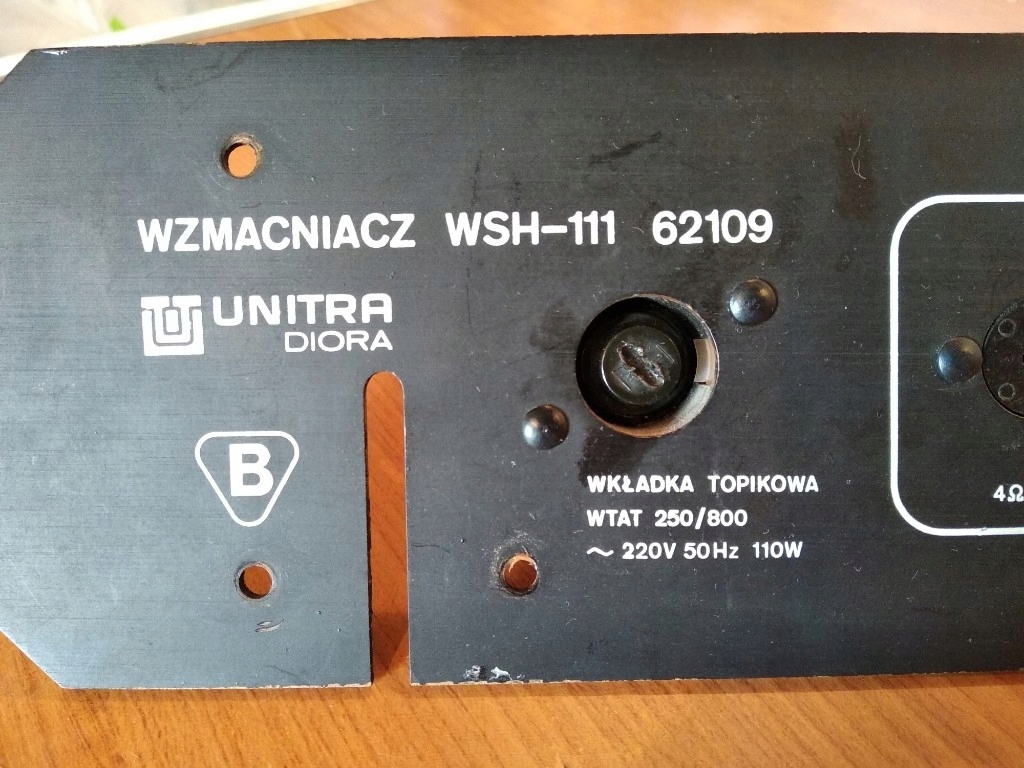 WZMACNIACZ WSH-111 62109
UNITRA
DIORA
B
WKŁADKA TOPIKOWA
WTAT 250/800
~ 220V 50Hz 110W
4Ω